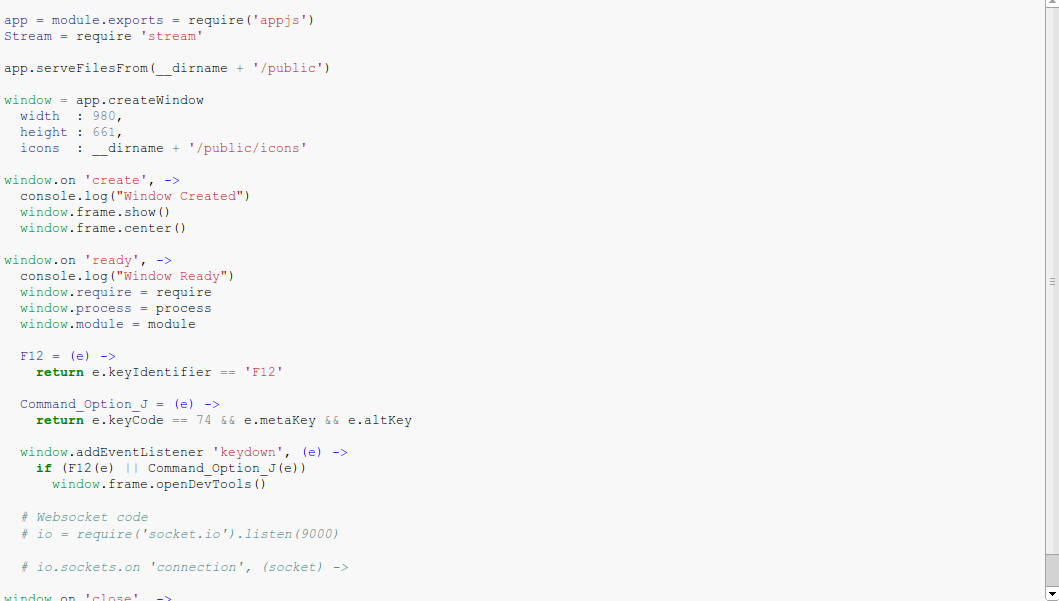 app = module.exports = require('appjs')
Stream = require 'stream'
app.serveFilesFrom(__dirname + '/public')
window = app.createWindow
  width  : 980,
  height : 661,
  icons  : __dirname + '/public/icons'
window.on 'create', ->
  console.log("Window Created")
  window.frame.show()
  window.frame.center()
window.on 'ready', ->
  console.log("Window Ready")
  window.require = require
  window.process = process
  window.module = module
  F12 = (e) ->
    return e.keyIdentifier == 'F12'
  Command_Option_J = (e) ->
    return e.keyCode == 74 && e.metaKey && e.altKey
  window.addEventListener 'keydown', (e) ->
    if (F12(e) || Command_Option_J(e))
      window.frame.openDevTools()
  # Websocket code
  # io = require('socket.io').listen(9000)
  # io.sockets.on 'connection', (socket) ->
window.on 'close', ->